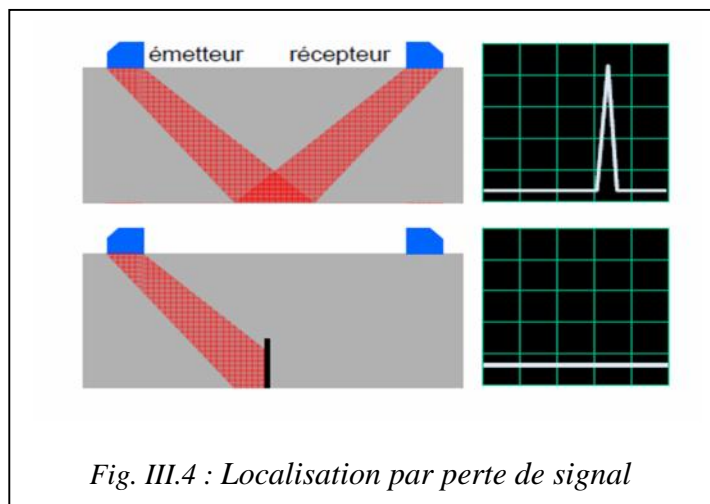 émetteur récepteur
Fig. III.4 : Localisation par perte de signal